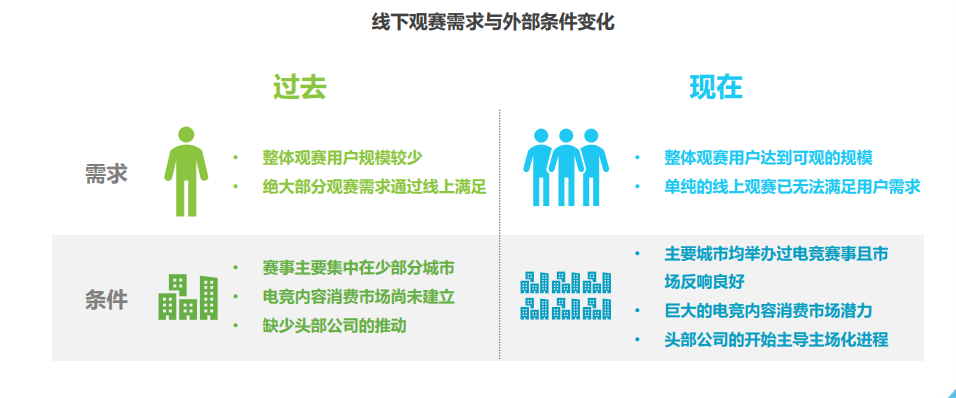 线下观赛需求与外部条件变化
过去
现在
需求
• 整体观赛用户规模较少
• 绝大部分观赛需求通过线上满足
• 整体观赛用户达到可观的规模
• 单纯的线上观赛已无法满足用户需求
条件
• 赛事主要集中在少部分城市
• 电竞内容消费市场尚未建立
• 缺少头部公司的推动
• 主要城市均举办过电竞赛事且市
场反响良好
• 巨大的电竞内容消费市场潜力
• 头部公司的开始主导主场化进程